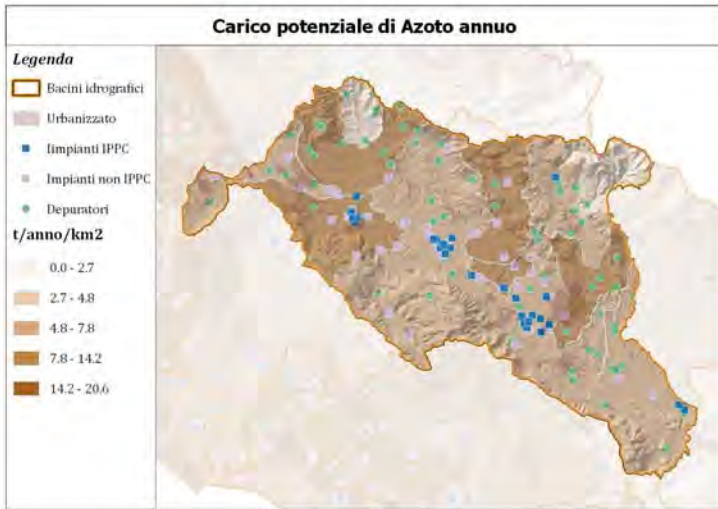 Carico potenziale di Azoto annuo
Legenda
Bacini idrografici
Urbanizzato
Iimpianti IPPC
Impianti non IPPC
Depuratori
t/anno/km2
0.0 - 2.7
2.7 - 4.8
4.8 - 7.8
7.8 - 14.2
14.2 - 20.6